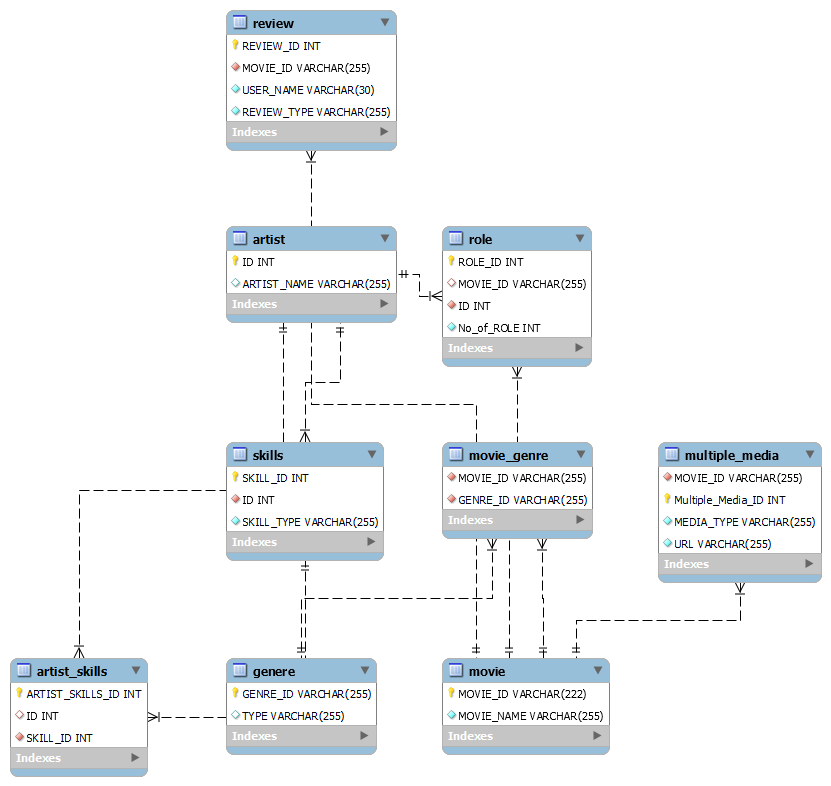 review
REVIEW_ID INT
MOVIE_ID VARCHAR(255)
USER_NAME VARCHAR(30)
REVIEW_TYPE VARCHAR(255)
Indexes
artist
ID INT
ARTIST_NAME VARCHAR(255)
Indexes
role
ROLE_ID INT
MOVIE_ID VARCHAR(255)
ID INT
No_of_ROLE INT
Indexes
skills
SKILL_ID INT
ID INT
SKILL_TYPE VARCHAR(255)
Indexes
movie_genre
MOVIE_ID VARCHAR(255)
GENRE_ID VARCHAR(255)
Indexes
multiple_media
MOVIE_ID VARCHAR(255)
Multiple_Media_ID INT
MEDIA_TYPE VARCHAR(255)
URL VARCHAR(255)
Indexes
artist_skills
ARTIST_SKILLS_ID INT
ID INT
SKILL_ID INT
Indexes
genere
GENRE_ID VARCHAR(255)
TYPE VARCHAR(255)
Indexes
movie
MOVIE_ID VARCHAR(222)
MOVIE_NAME VARCHAR(255)
Indexes